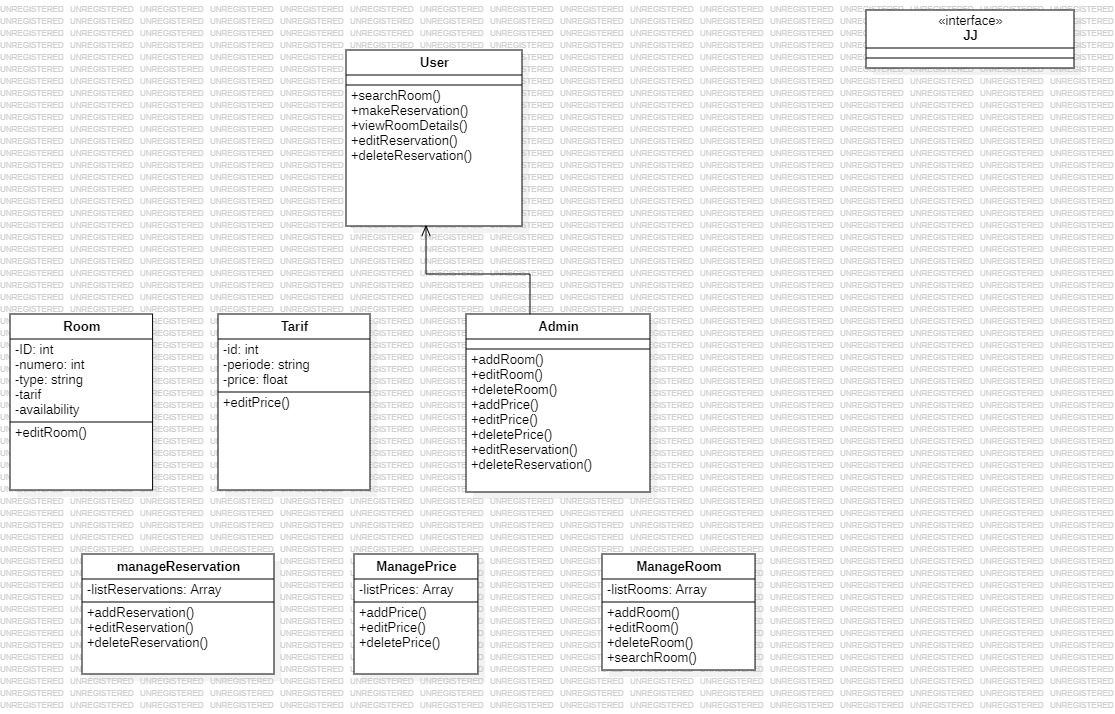 «interface»
JJ
User
+searchRoom()
+makeReservation()
+viewRoomDetails()
+editReservation()
+deleteReservation()
Room
-ID: int
-numero: int
-type: string
-tarif
-availability
+editRoom()
Tarif
-id: int
-periode: string
-price: float
+editPrice()
Admin
+addRoom()
+editRoom()
+deleteRoom()
+addPrice()
+editPrice()
+deletePrice()
+editReservation()
+deleteReservation()
manageReservation
-listReservations: Array
+addReservation()
+editReservation()
+deleteReservation()
ManagePrice
-listPrices: Array
+addPrice()
+editPrice()
+deletePrice()
ManageRoom
-listRooms: Array
+addRoom()
+editRoom()
+deleteRoom()
+searchRoom()
UNREGISTERED